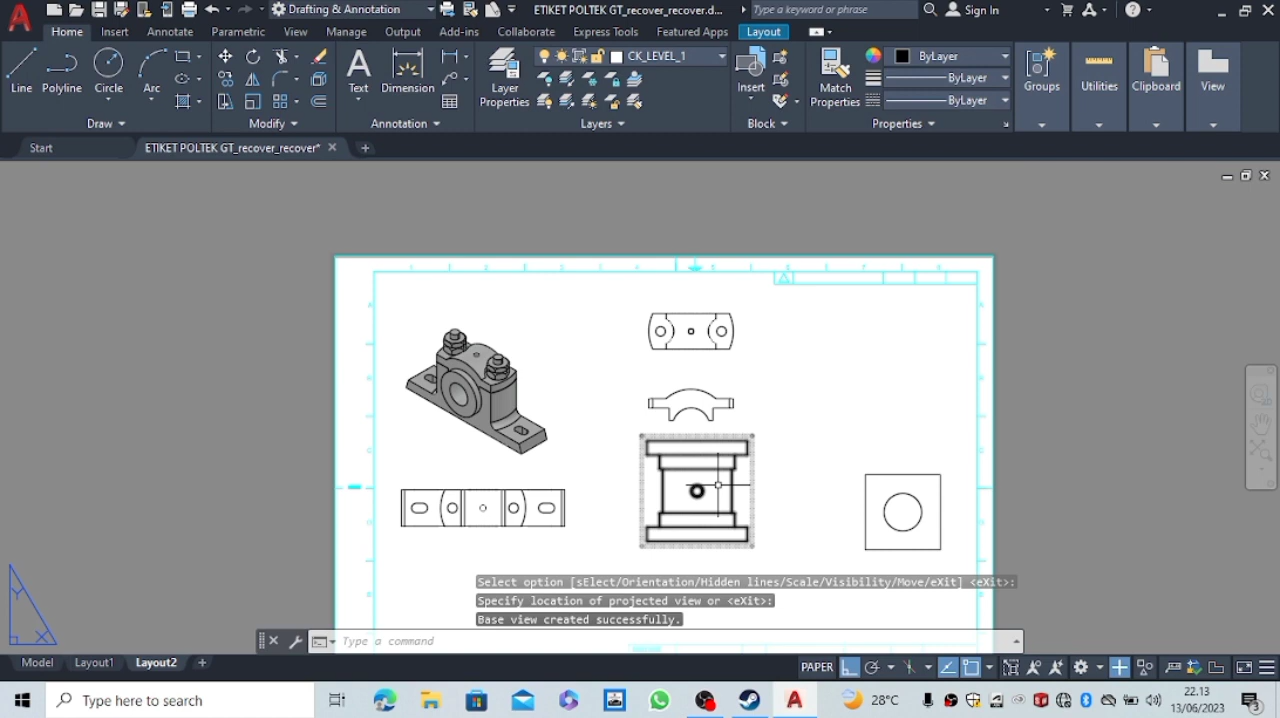 Drafting & Annotation
ETIKET POLTEK GT_recover_recover.d...
Type a keyword or phrase
Sign In
Home
Insert
Annotate
Parametric
View
Manage
Output
Add-ins
Collaborate
Express Tools
Featured Apps
Layout
CK_LEVEL_1
ByLayer
ByLayer
ByLayer
Line
Polyline
Circle
Arc
Text
Dimension
Layer
Properties
Insert
Match
Properties
Groups
Utilities
Clipboard
View
Draw
Modify
Annotation
Layers
Block
Properties
Start
ETIKET POLTEK GT_recover_recover*
Select option [sElect/Orientation/Hidden lines/Scale/Visibility/Move/eXit] <eXit>:
Specify location of projected view or <eXit>:
Base view created successfully.
Type a command
Y
X
Model
Layout1
Layout2
PAPER
Type here to search
28°C
22.13
13/06/2023
3